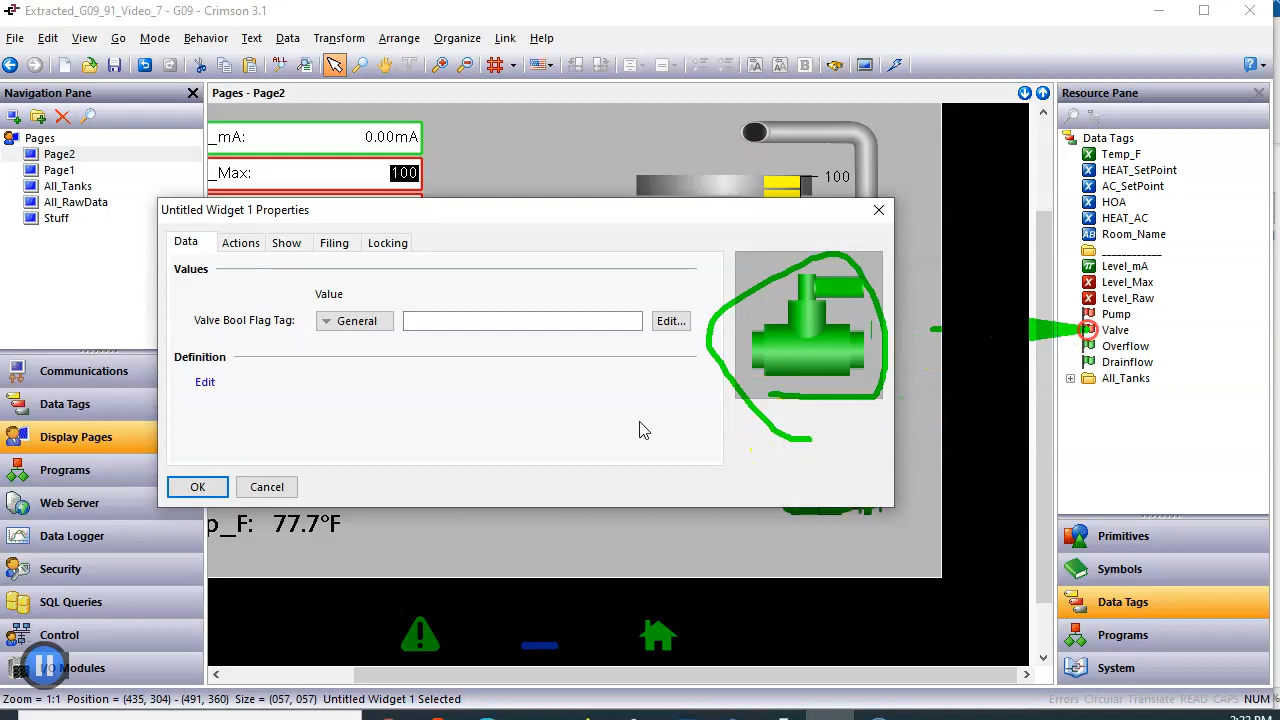 Extracted_G09_91_Video_7 - G09 - Crimson 3.1
File Edit View Go Mode Behavior Text Data Transform Arrange Organize Link Help
ALL
B
Navigation Pane
Pages - Page2
Resource Pane
Pages
Page2
Page1
All_Tanks
All_RawData
Stuff
_mA: 0.00mA
_Max: 100
100
Untitled Widget 1 Properties
Data Actions Show Filing Locking
Values
Value
Valve Bool Flag Tag: General Edit...
Definition
Edit
OK Cancel
p_F: 77.7°F
Data Tags
Temp_F
HEAT_SetPoint
AC_SetPoint
HOA
HEAT_AC
Room_Name
____________
Level_mA
Level_Max
Level_Raw
Pump
Valve
Overflow
Drainflow
All_Tanks
Communications
Data Tags
Display Pages
Programs
Web Server
Data Logger
Security
SQL Queries
Control
I/O Modules
Primitives
Symbols
Data Tags
Programs
System
Zoom = 1:1 Position = (435, 304) - (491, 360) Size = (057, 057) Untitled Widget 1 Selected
Errors Circular Translate READ CAPS NUM